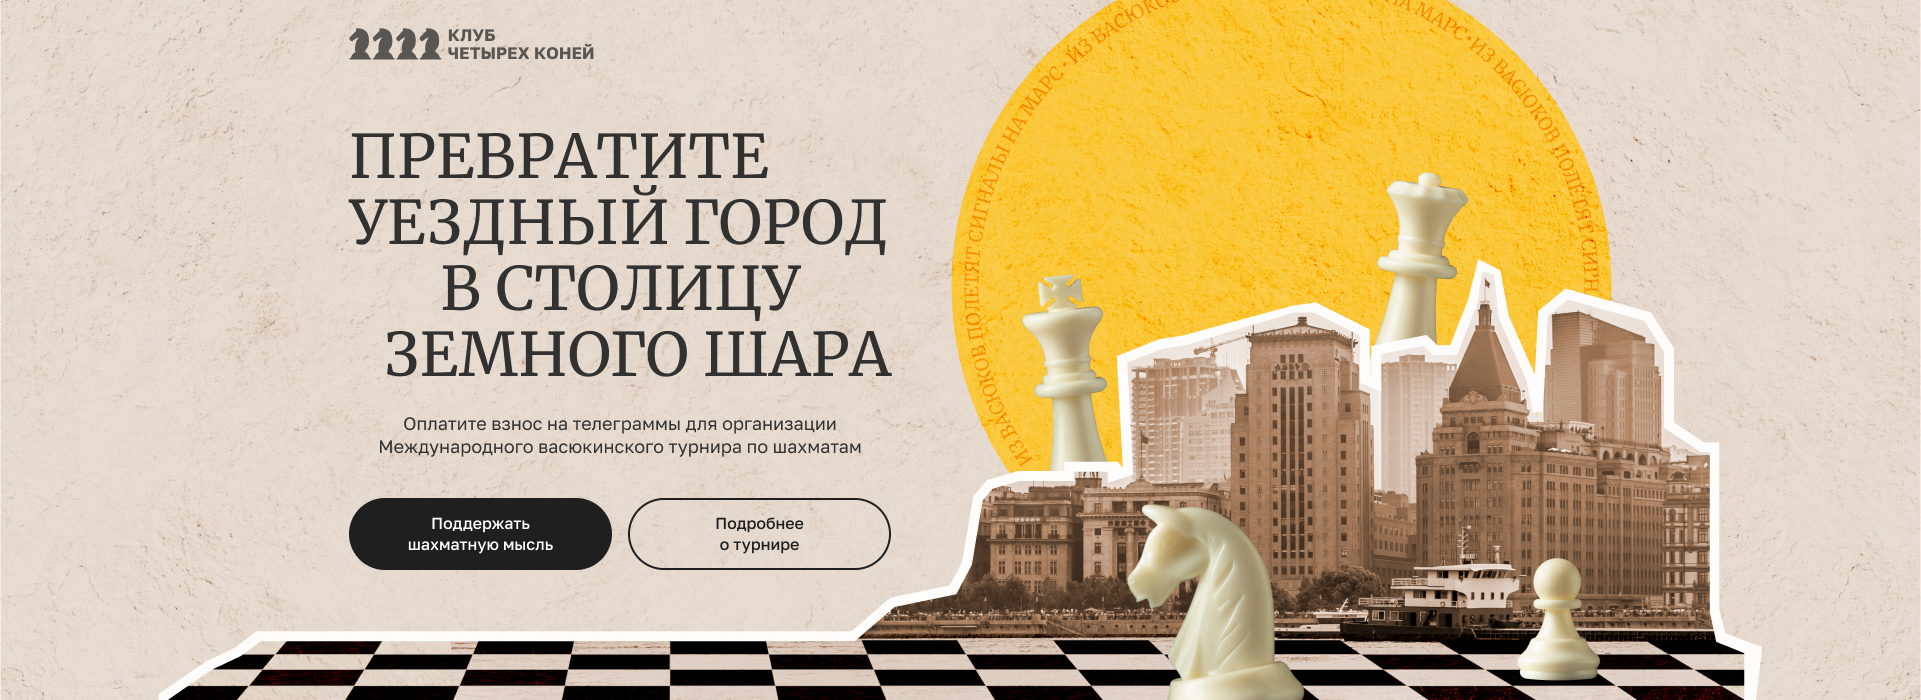 КЛУБ
ЧЕТЫРЕХ КОНЕЙ
ПРЕВРАТИТЕ
УЕЗДНЫЙ ГОРОД
В СТОЛИЦУ
ЗЕМНОГО ШАРА
Оплатите взнос на телеграммы для организации
Международного васюкинского турнира по шахматам
Поддержать
шахматную мысль
Подробнее
о турнире
ИЗ ВАСЮКОВ ПОЛЕТЯТ СИГНАЛЫ НА МАРС • ИЗ ВАСЮКОВ
НА МАРС • ИЗ ВАСЮКОВ ПОЛЕТЯТ СИГН